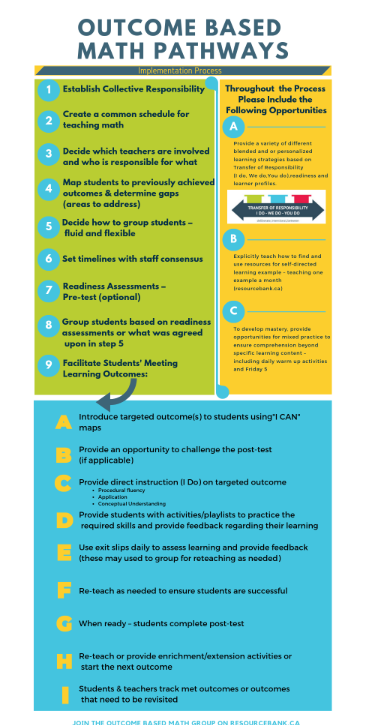 OUTCOME BASED
MATH PATHWAYS
Implementation Process
1 Establish Collective Responsibility
2 Create a common schedule for
teaching math
3 Decide which teachers are involved
and who is responsible for what
4 Map students to previously achieved
outcomes & determine gaps
(areas to address)
5 Decide how to group students –
fluid and flexible
6 Set timelines with staff consensus
7 Readiness Assessments –
Pre-test (optional)
8 Group students based on readiness
assessments or what was agreed
upon in step 5
9 Facilitate Students' Meeting
Learning Outcomes:
Throughout the Process
Please Include the
Following Opportunities
A
Provide a variety of different
blended and or personalized
learning strategies based on
Transfer of Responsibility
(I do, We do,You do),readiness and
learner profiles
TRANSFER OF RESPONSIBILITY
I DO - WE DO - YOU DO
B
Explicitly teach how to find and
use resources for self-directed
learning example - teaching one
example a month
(resourcebank.ca)
C
To develop mastery, provide
opportunities for mixed practice to
ensure comprehension beyond
specific learning content -
including daily warm up activities
and Friday 5
A Introduce targeted outcome(s) to students using"I CAN"
maps
B Provide an opportunity to challenge the post-test
(if applicable)
C Provide direct instruction (I Do) on targeted outcome
• Procedural fluency
• Application
• Conceptual Understanding
D Provide students with activities/playlists to practice the
required skills and provide feedback regarding their learning
E Use exit slips daily to assess learning and provide feedback
(these may used to group for reteaching as needed)
F Re-teach as needed to ensure students are successful
G When ready – students complete post-test
H Re-teach or provide enrichment/extension activities or
start the next outcome
I Students & teachers track met outcomes or outcomes
that need to be revisited
JOIN THE OUTCOME BASED MATH GROUP ON RESOURCEBANK.CA